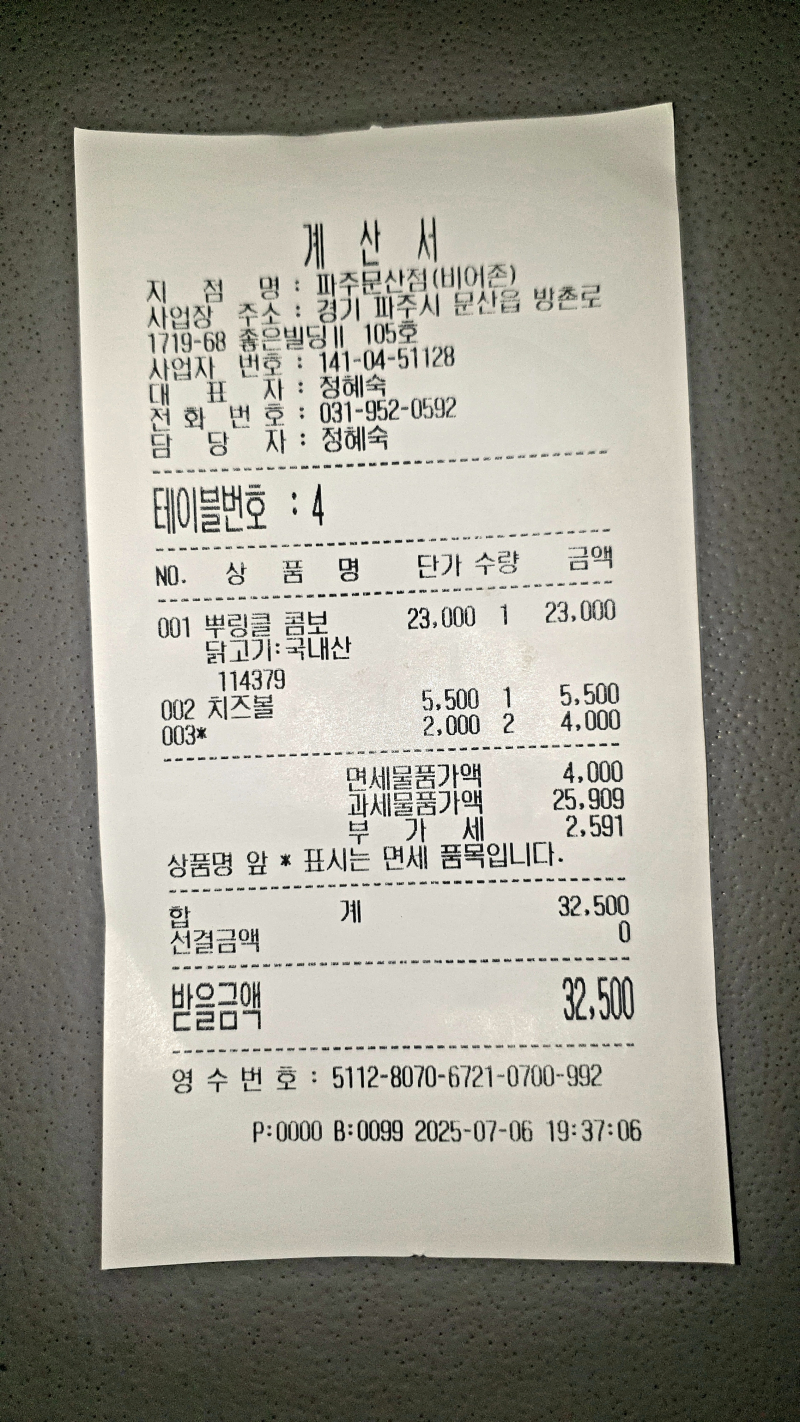 계 산 서
지 점 명 : 파주문산점(비어존)
사업장 주소 : 경기 파주시 문산읍 방촌로
1719-68 좋은빌딩Ⅱ 105호
사업자 번호 : 141-04-51128
대 표 자 : 정혜숙
전 화 번 호 : 031-952-0592
담 당 자 : 정혜숙
테이블번호 : 4
NO. 상 품 명 단가 수량 금액
001 뿌링클 콤보 23,000 1 23,000
닭고기:국내산
114379
002 치즈볼 5,500 1 5,500
003* 2,000 2 4,000
면세물품가액 4,000
과세물품가액 25,909
부 가 세 2,591
상품명 앞 * 표시는 면세 품목입니다.
합 계 32,500
선결금액 0
받을금액 32,500
영 수 번 호 : 5112-8070-6721-0700-992
P:0000 B:0099 2025-07-06 19:37:06